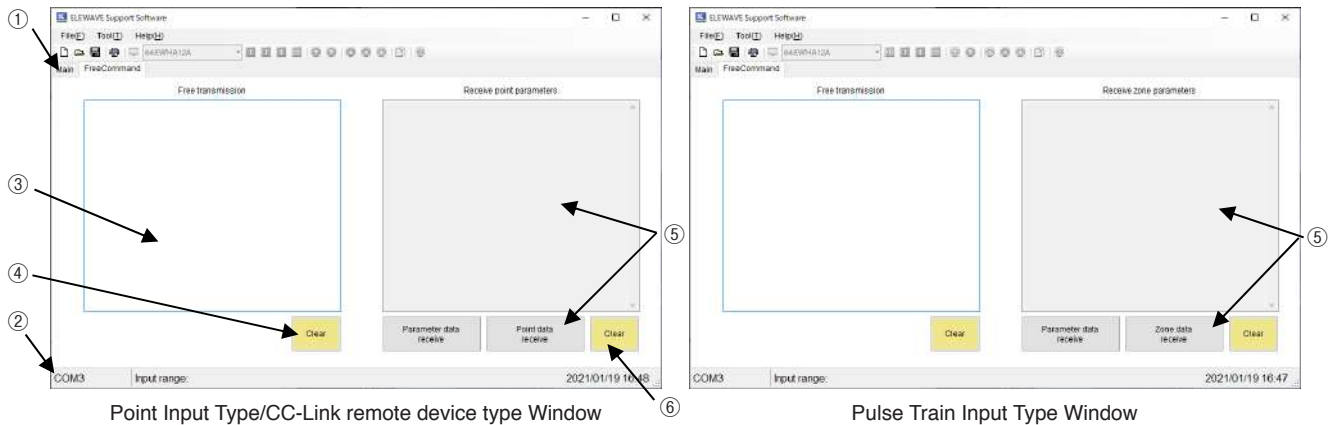 ①
ELEWAVE Support Software
File(F) Tool(T) Help(H)
64EWHA12A
Main FreeCommand
Free transmission
Receive point parameters
③
⑤
④
Clear
Parameter data receive
Point data receive
Clear
②
COM3
Input range:
2021/01/19 16:48
⑥
Point Input Type/CC-Link remote device type Window
ELEWAVE Support Software
File(F) Tool(T) Help(H)
64EWHA12A
Main FreeCommand
Free transmission
Receive zone parameters
⑤
Clear
Parameter data receive
Zone data receive
Clear
COM3
Input range:
2021/01/19 16:47
Pulse Train Input Type Window